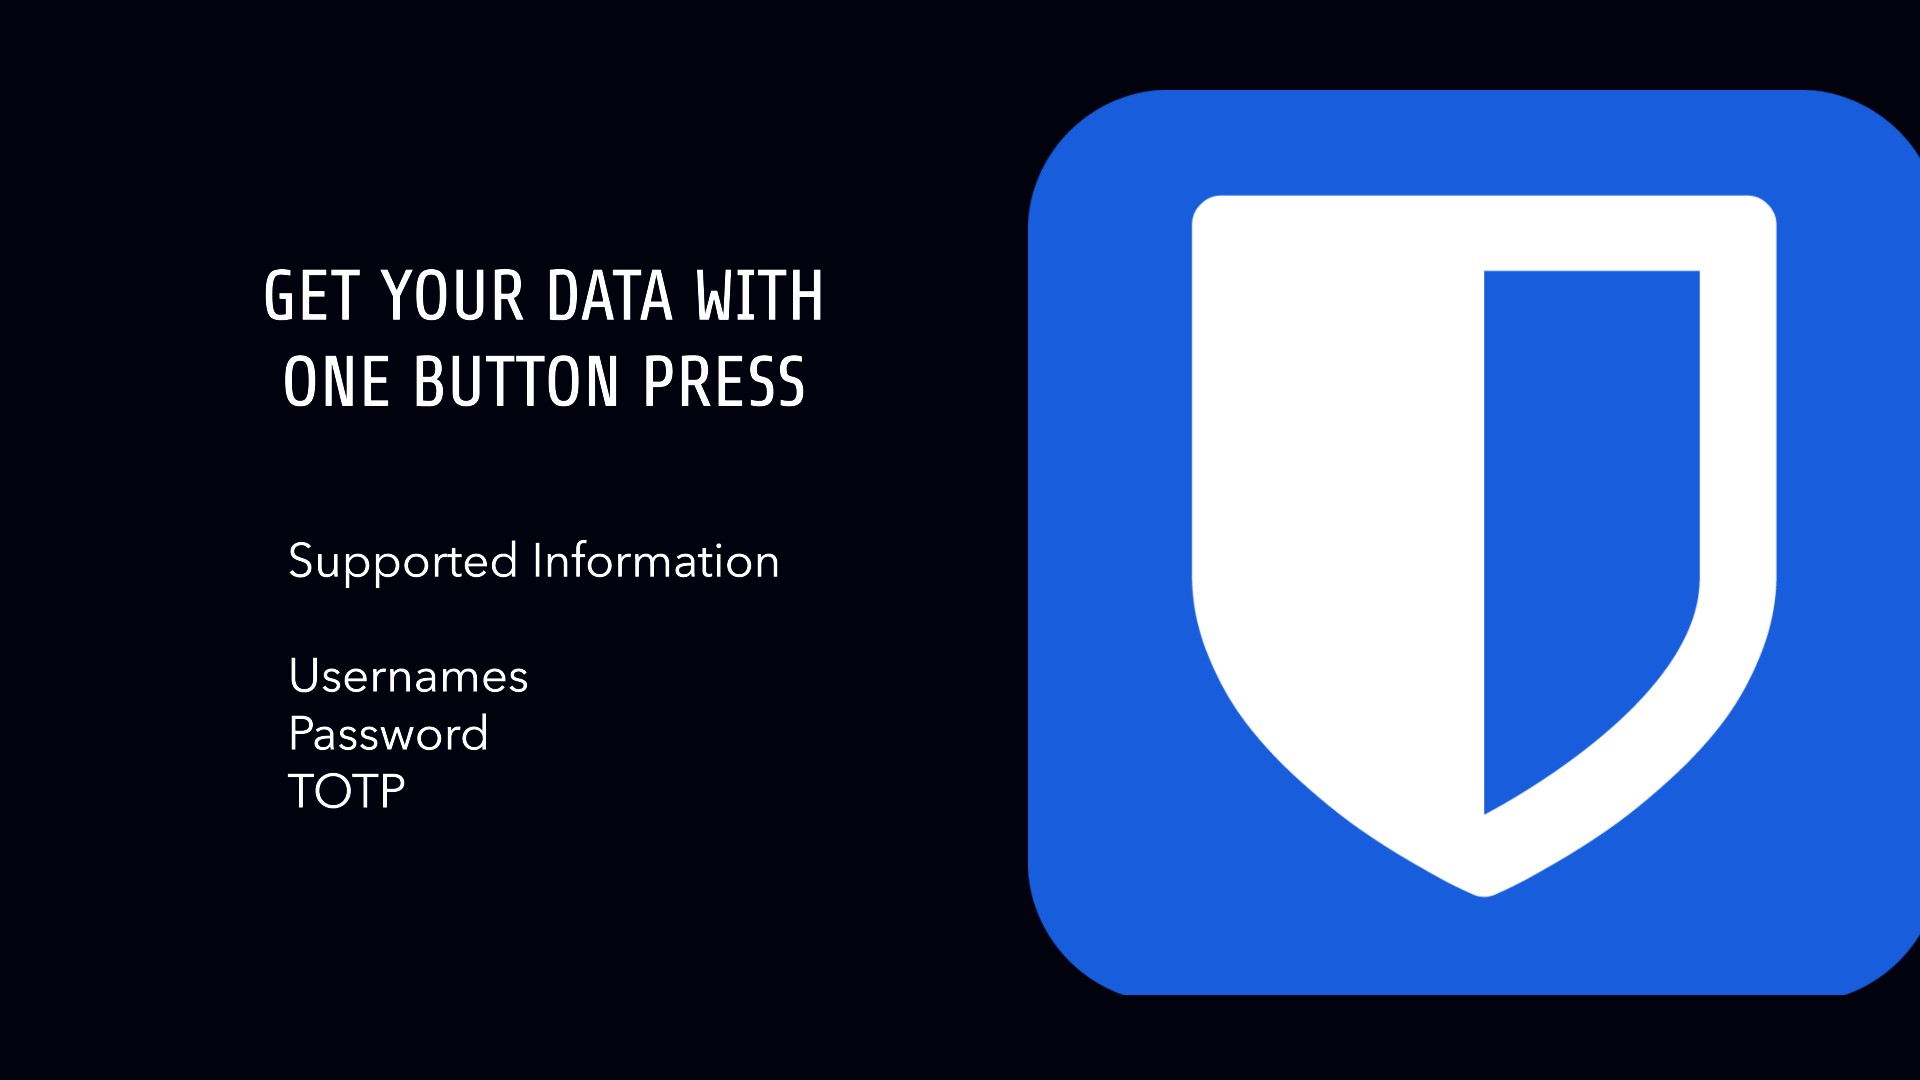 GET YOUR DATA WITH
ONE BUTTON PRESS
Supported Information
Usernames
Password
TOTP